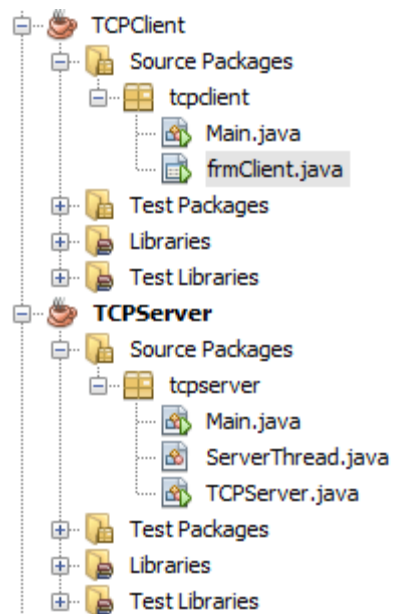 TCPClient
Source Packages
tcpclient
Main.java
frmClient.java
Test Packages
Libraries
Test Libraries
TCPServer
Source Packages
tcpserver
Main.java
ServerThread.java
TCPServer.java
Test Packages
Libraries
Test Libraries